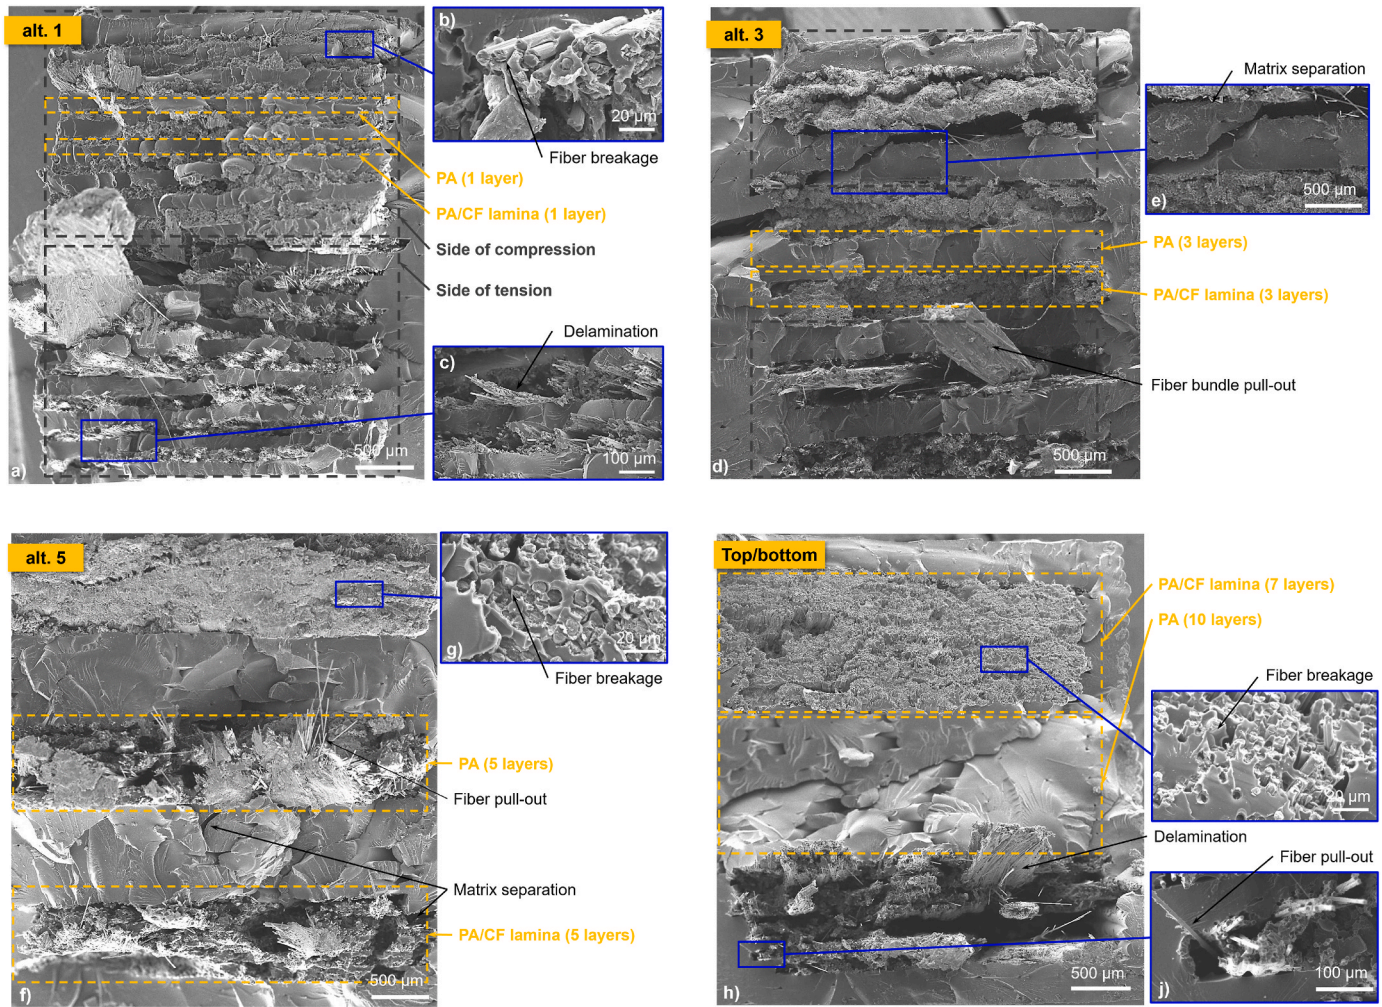 alt. 1
b)
20 µm
Fiber breakage
PA (1 layer)
PA/CF lamina (1 layer)
Side of compression
Side of tension
Delamination
c)
100 µm
500 µm
a)
alt. 3
Matrix separation
500 µm
e)
PA (3 layers)
PA/CF lamina (3 layers)
Fiber bundle pull-out
500 µm
d)
alt. 5
g)
20 µm
Fiber breakage
PA (5 layers)
Fiber pull-out
Matrix separation
PA/CF lamina (5 layers)
500 µm
f)
Top/bottom
PA/CF lamina (7 layers)
PA (10 layers)
Fiber breakage
20 µm
Delamination
Fiber pull-out
100 µm
j)
500 µm
h)